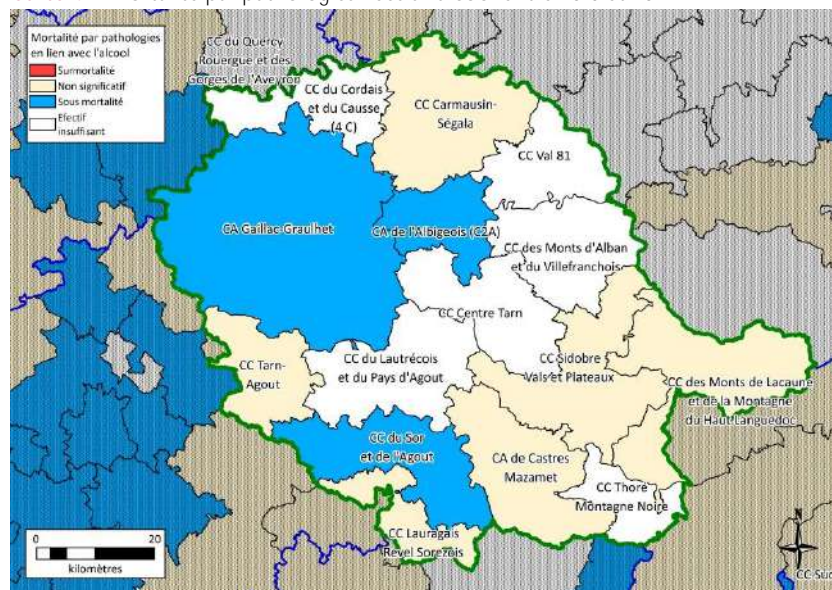 Mortalité par pathologies
en lien avec l'alcool
Surmortalité
Non significatif
Sous mortalité
Effectif
insuffisant
CC du Quercy
Rouergue et des
Gorges de l'Aveyron
CC du Cordais
et du Causse
(4 C)
CC Carmausin-
Ségala
CC Val 81
CA Gaillac-Graulhet
CA de l'Albigeois (C2A)
CC des Monts d'Alban
et du Villefranchois
CC Centre Tarn
CC Tarn-
Agout
CC du Lautrécois
et du Pays d'Agout
CC Sidobre
Vals et Plateaux
CC des Monts de Lacaune
et de la Montagne
du Haut Languedoc
CC du Sor
et de l'Agout
CA de Castres
Mazamet
CC Thoré
Montagne Noire
CC Lauragais
Revel Sorezois
0 20
kilomètres
N